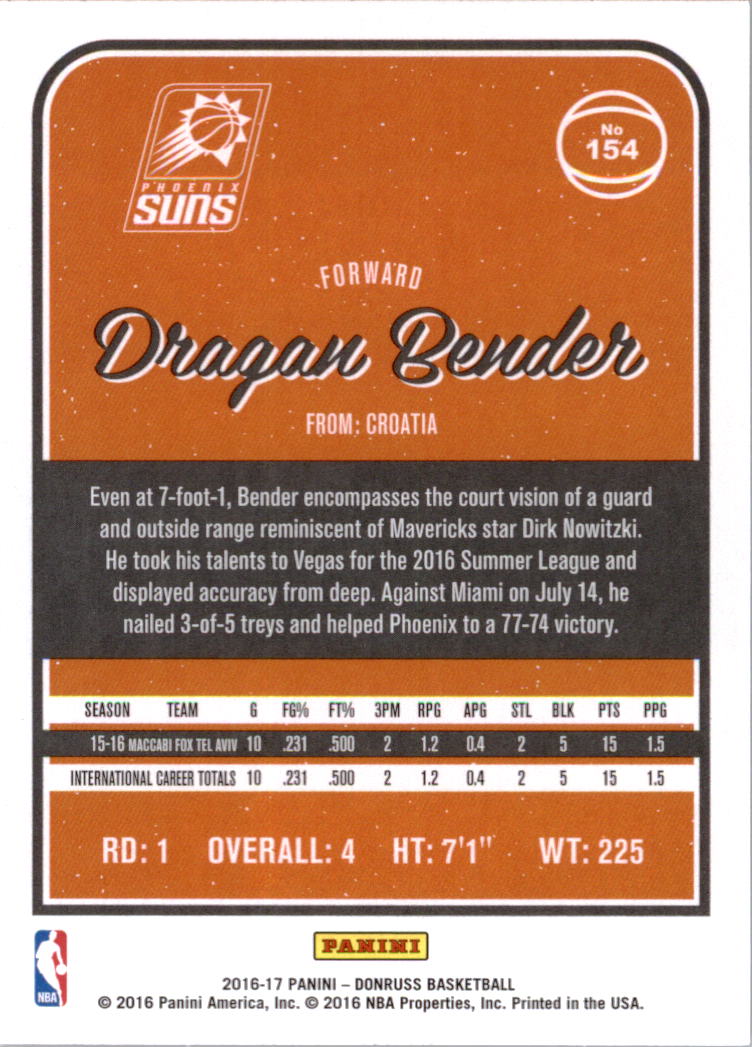 PHOENIX
SUNS
No
154
FORWARD
Dragan Bender
FROM: CROATIA
Even at 7-foot-1, Bender encompasses the court vision of a guard
and outside range reminiscent of Mavericks star Dirk Nowitzki.
He took his talents to Vegas for the 2016 Summer League and
displayed accuracy from deep. Against Miami on July 14, he
nailed 3-of-5 treys and helped Phoenix to a 77-74 victory.
SEASON TEAM G FG% FT% 3PM RPG APG STL BLK PTS PPG
15-16 MACCABI FOX TEL AVIV 10 .231 .500 2 1.2 0.4 2 5 15 1.5
INTERNATIONAL CAREER TOTALS 10 .231 .500 2 1.2 0.4 2 5 15 1.5
RD: 1 OVERALL: 4 HT: 7'1" WT: 225
PANINI
NBA
2016-17 PANINI – DONRUSS BASKETBALL
© 2016 Panini America, Inc. © 2016 NBA Properties, Inc. Printed in the USA.